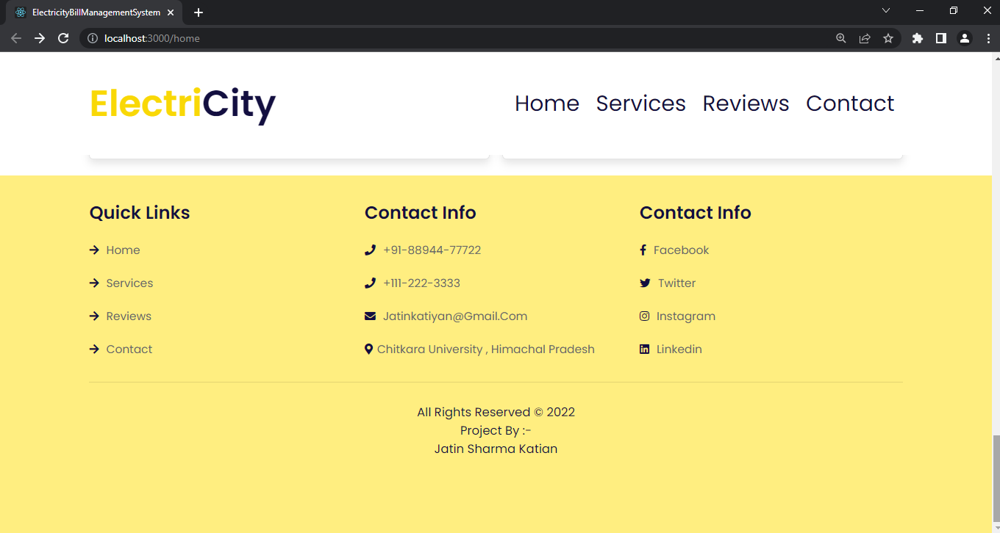 ElectricityBillManagementSystem
localhost:3000/home
ElectriCity
Home Services Reviews Contact
Quick Links
Home
Services
Reviews
Contact
Contact Info
+91-88944-77722
+111-222-3333
Jatinkatiyan@Gmail.Com
Chitkara University , Himachal Pradesh
Contact Info
Facebook
Twitter
Instagram
Linkedin
All Rights Reserved © 2022
Project By :-
Jatin Sharma Katian